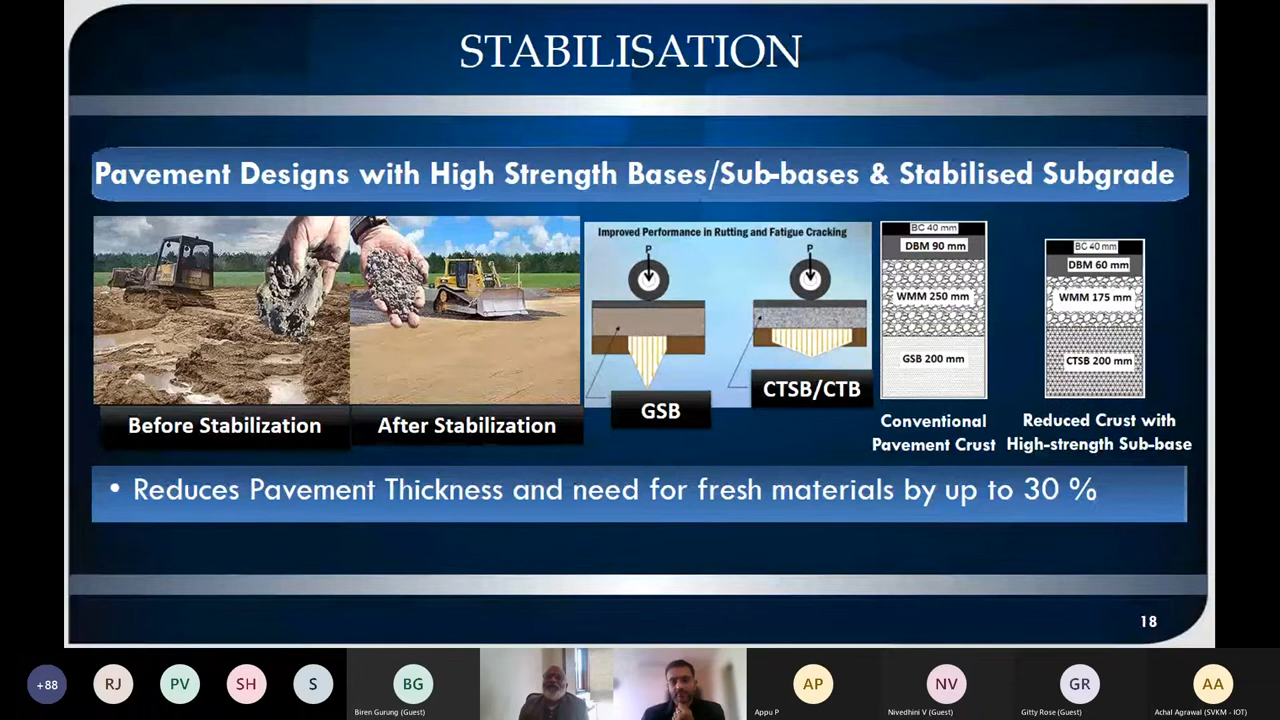 STABILISATION
Pavement Designs with High Strength Bases/Sub-bases & Stabilised Subgrade
Before Stabilization
After Stabilization
Improved Performance in Rutting and Fatigue Cracking
P
P
GSB
CTSB/CTB
BC 40 mm
DBM 90 mm
WMM 250 mm
GSB 200 mm
Conventional
Pavement Crust
BC 40 mm
DBM 60 mm
WMM 175 mm
CTSB 200 mm
Reduced Crust with
High-strength Sub-base
• Reduces Pavement Thickness and need for fresh materials by up to 30 %
18
+88
RJ
PV
SH
S
BG
Biren Gurung (Guest)
AP
Appu P
NV
Nivedhini V (Guest)
GR
Gitty Rose (Guest)
AA
Achal Agrawal (SVKM - IOT)